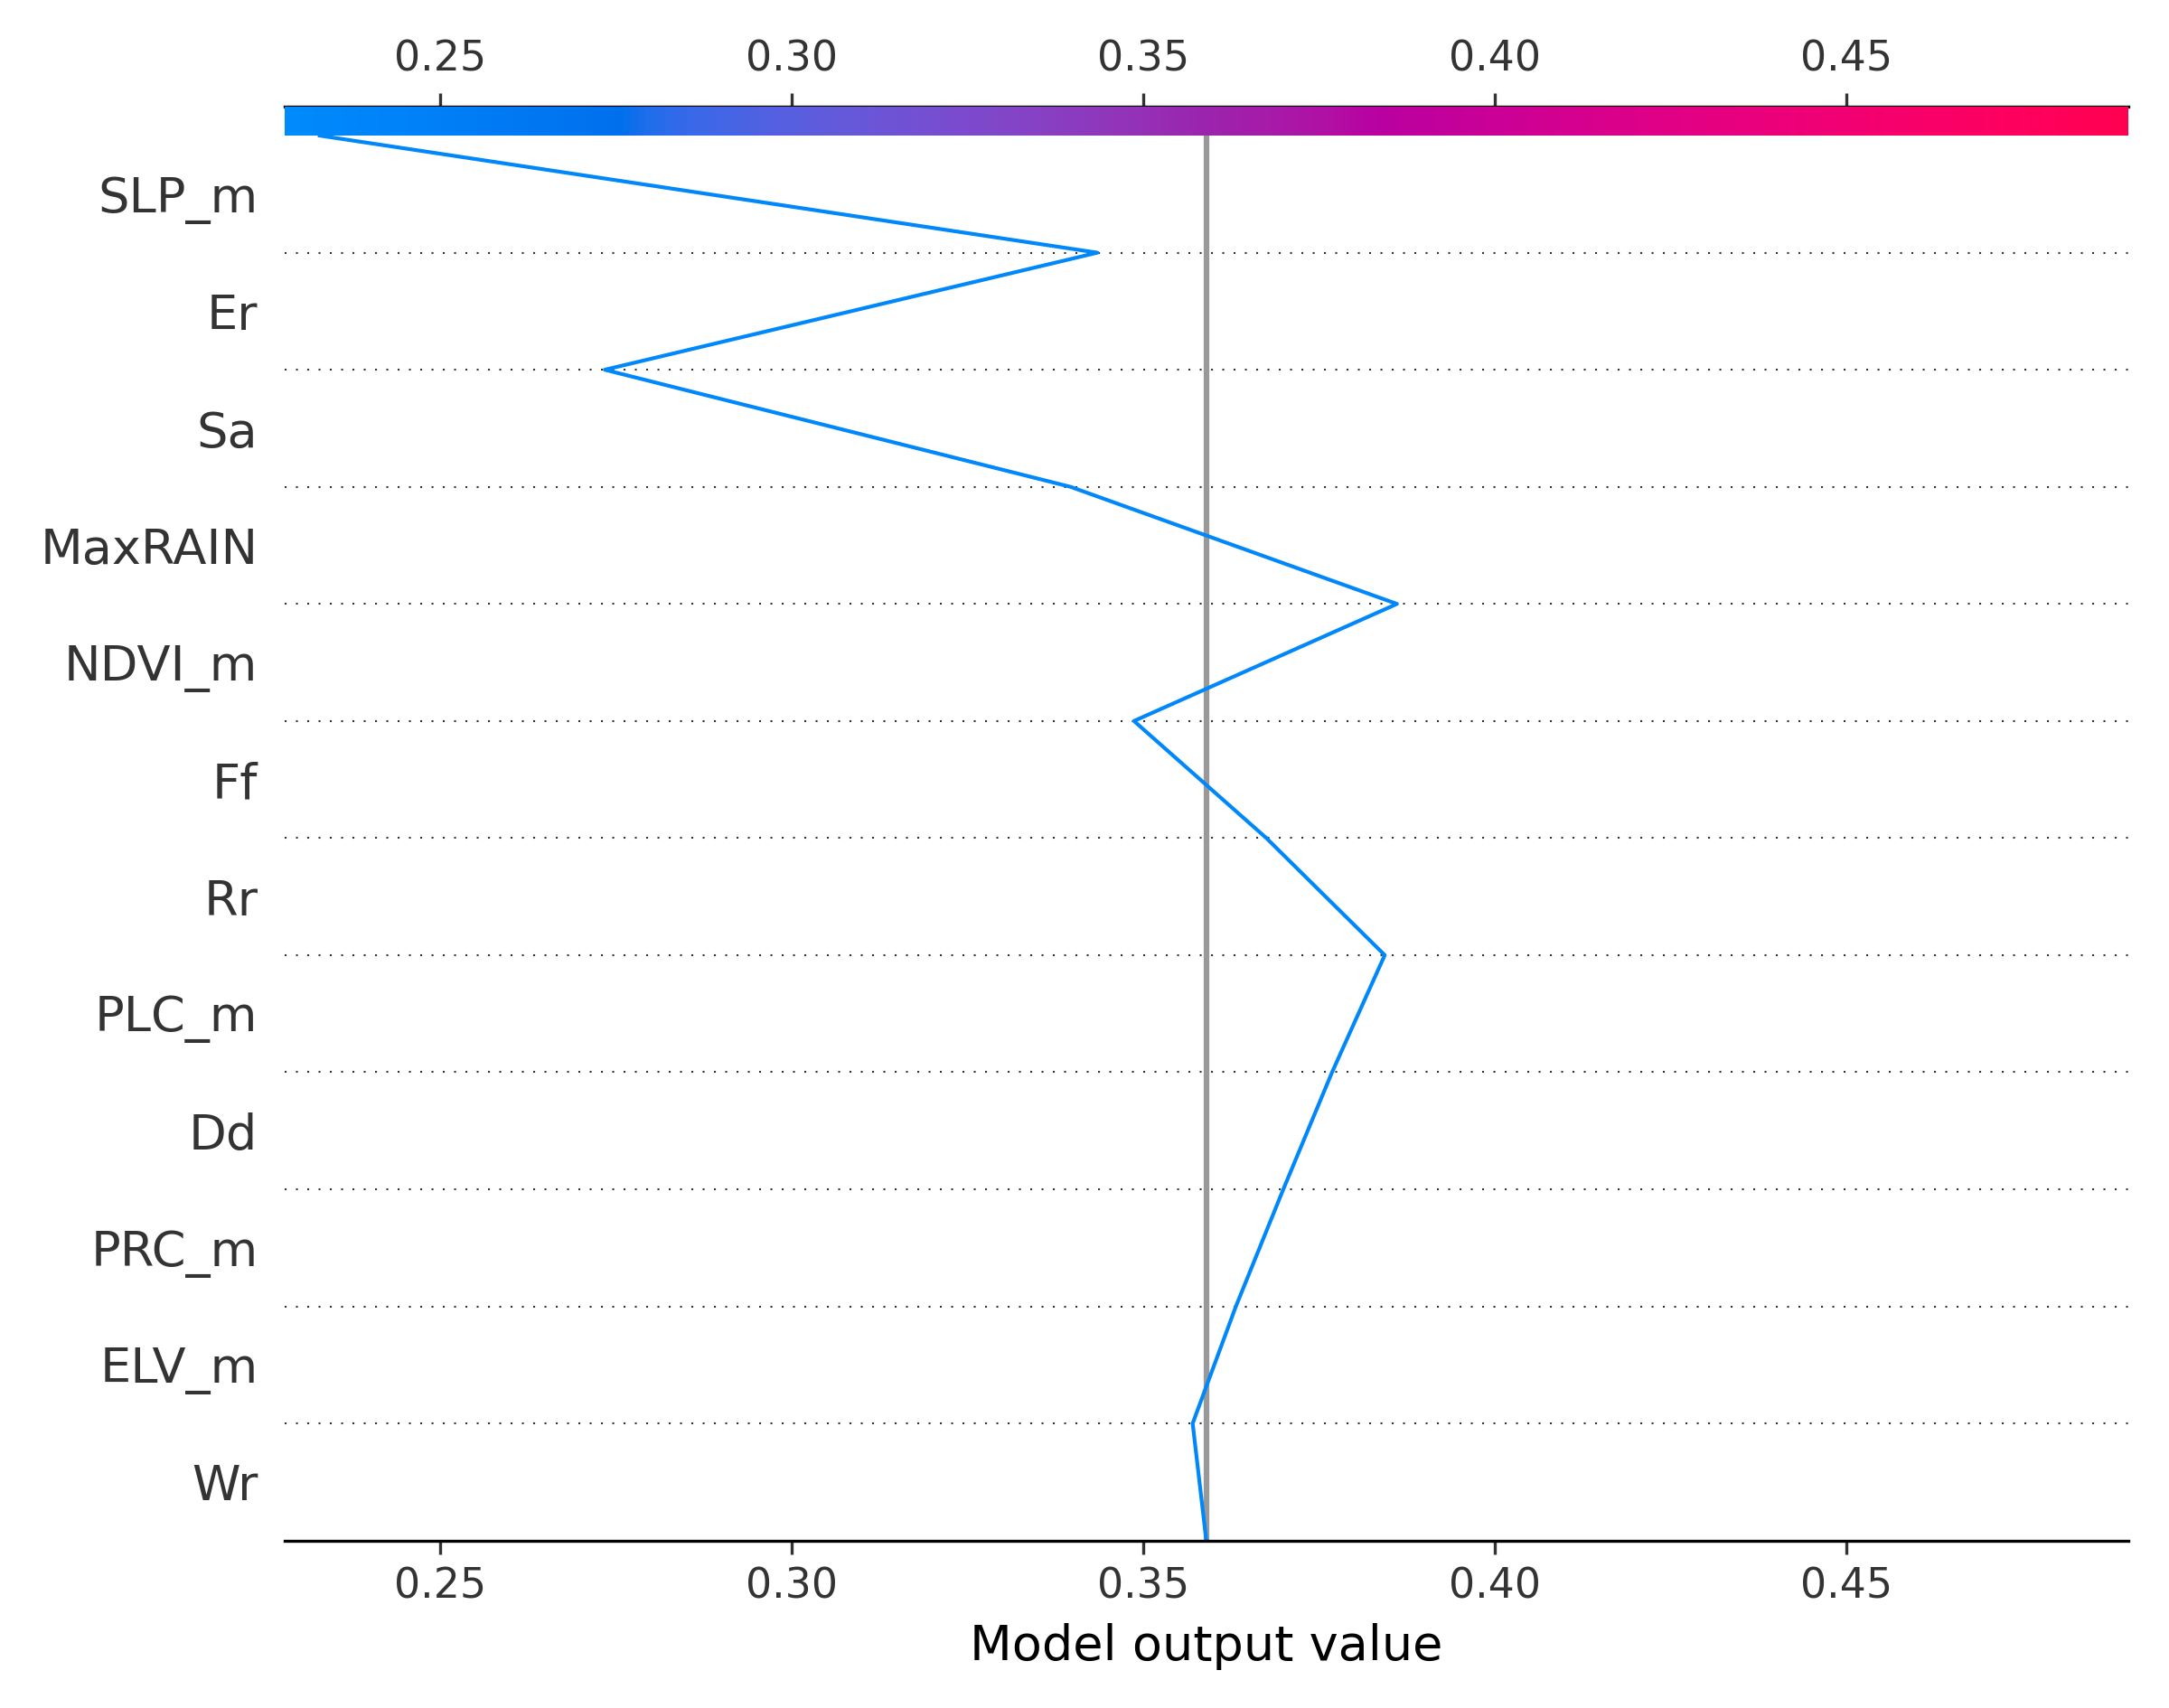 0.25 0.30 0.35 0.40 0.45
SLP_m
Er
Sa
MaxRAIN
NDVI_m
Ff
Rr
PLC_m
Dd
PRC_m
ELV_m
Wr
0.25 0.30 0.35 0.40 0.45
Model output value